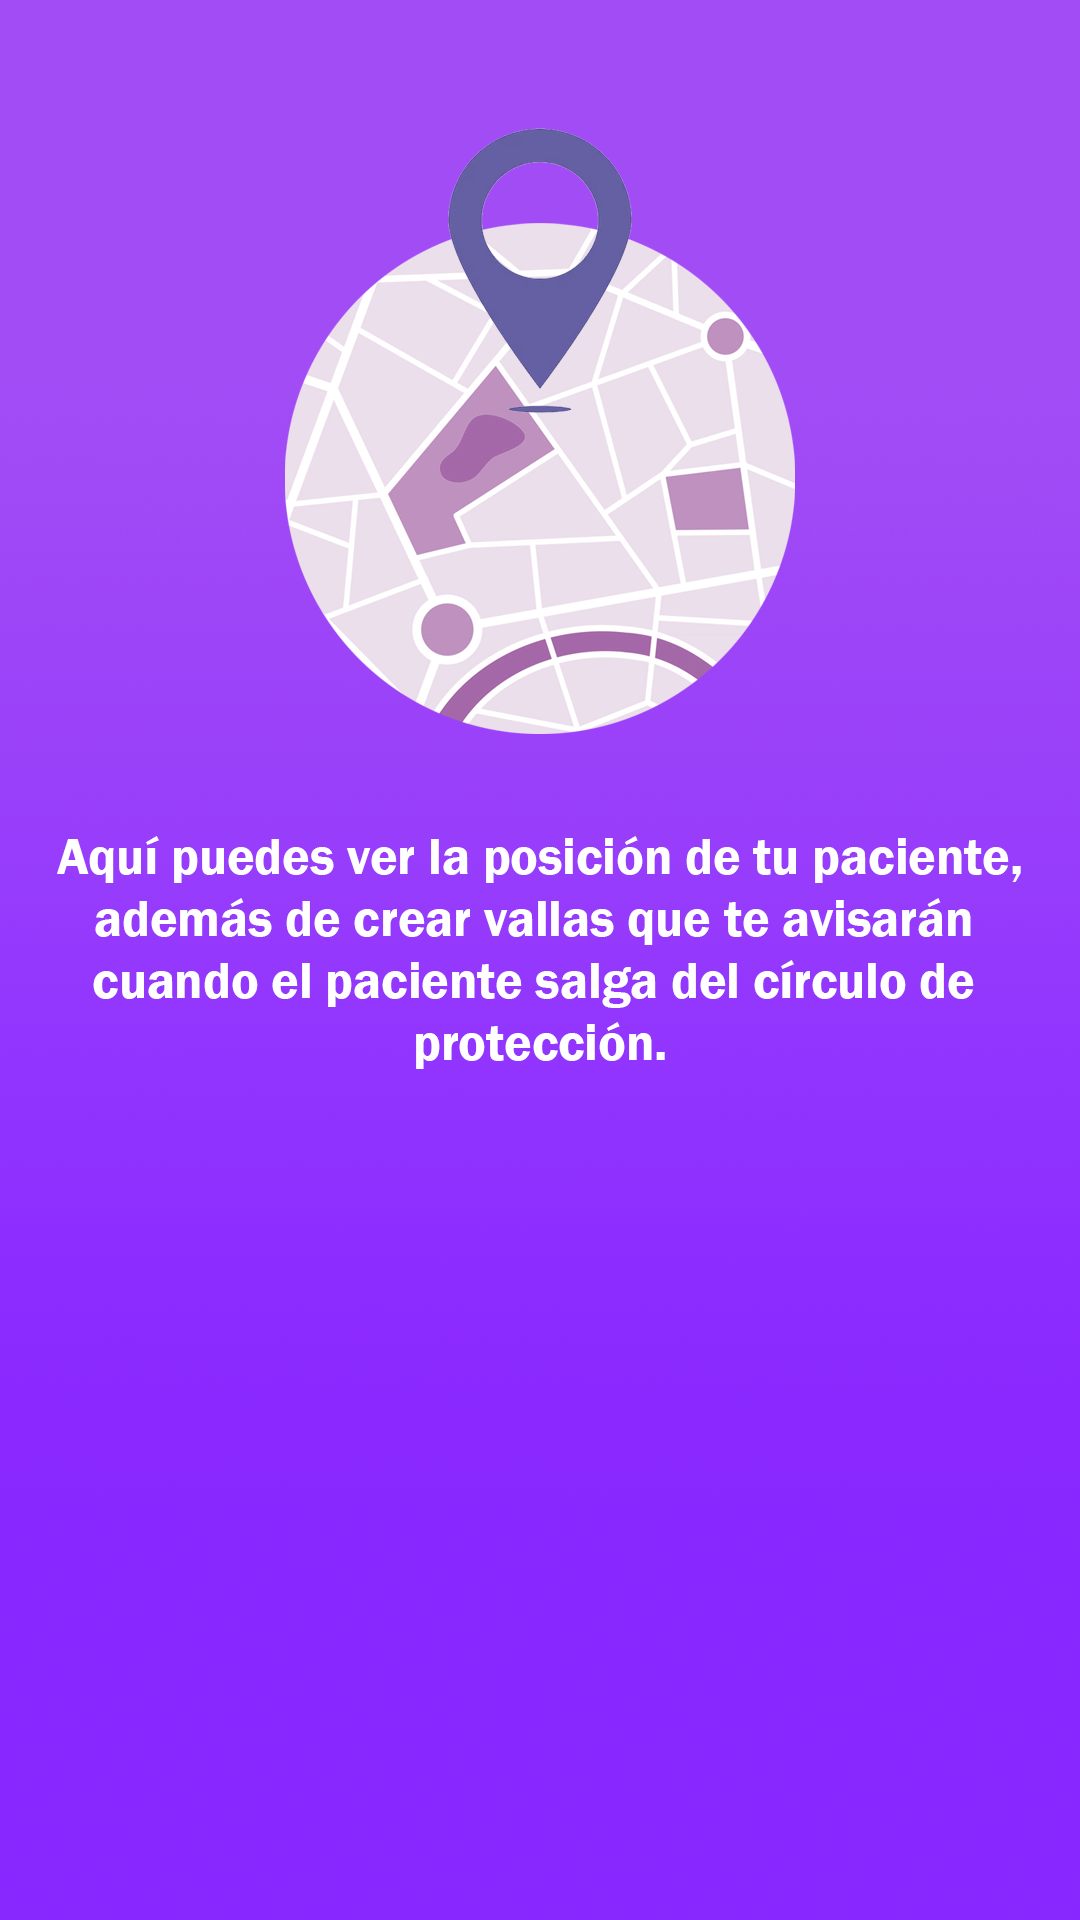 Aquí puedes ver la posición de tu paciente,
además de crear vallas que te avisarán
cuando el paciente salga del círculo de
protección.